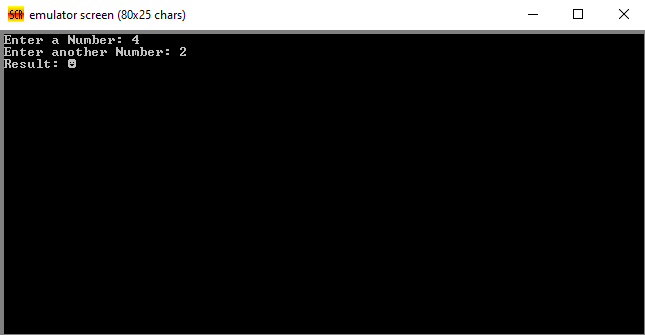 emulator screen (80x25 chars)
Enter a Number: 4
Enter another Number: 2
Result: ☻